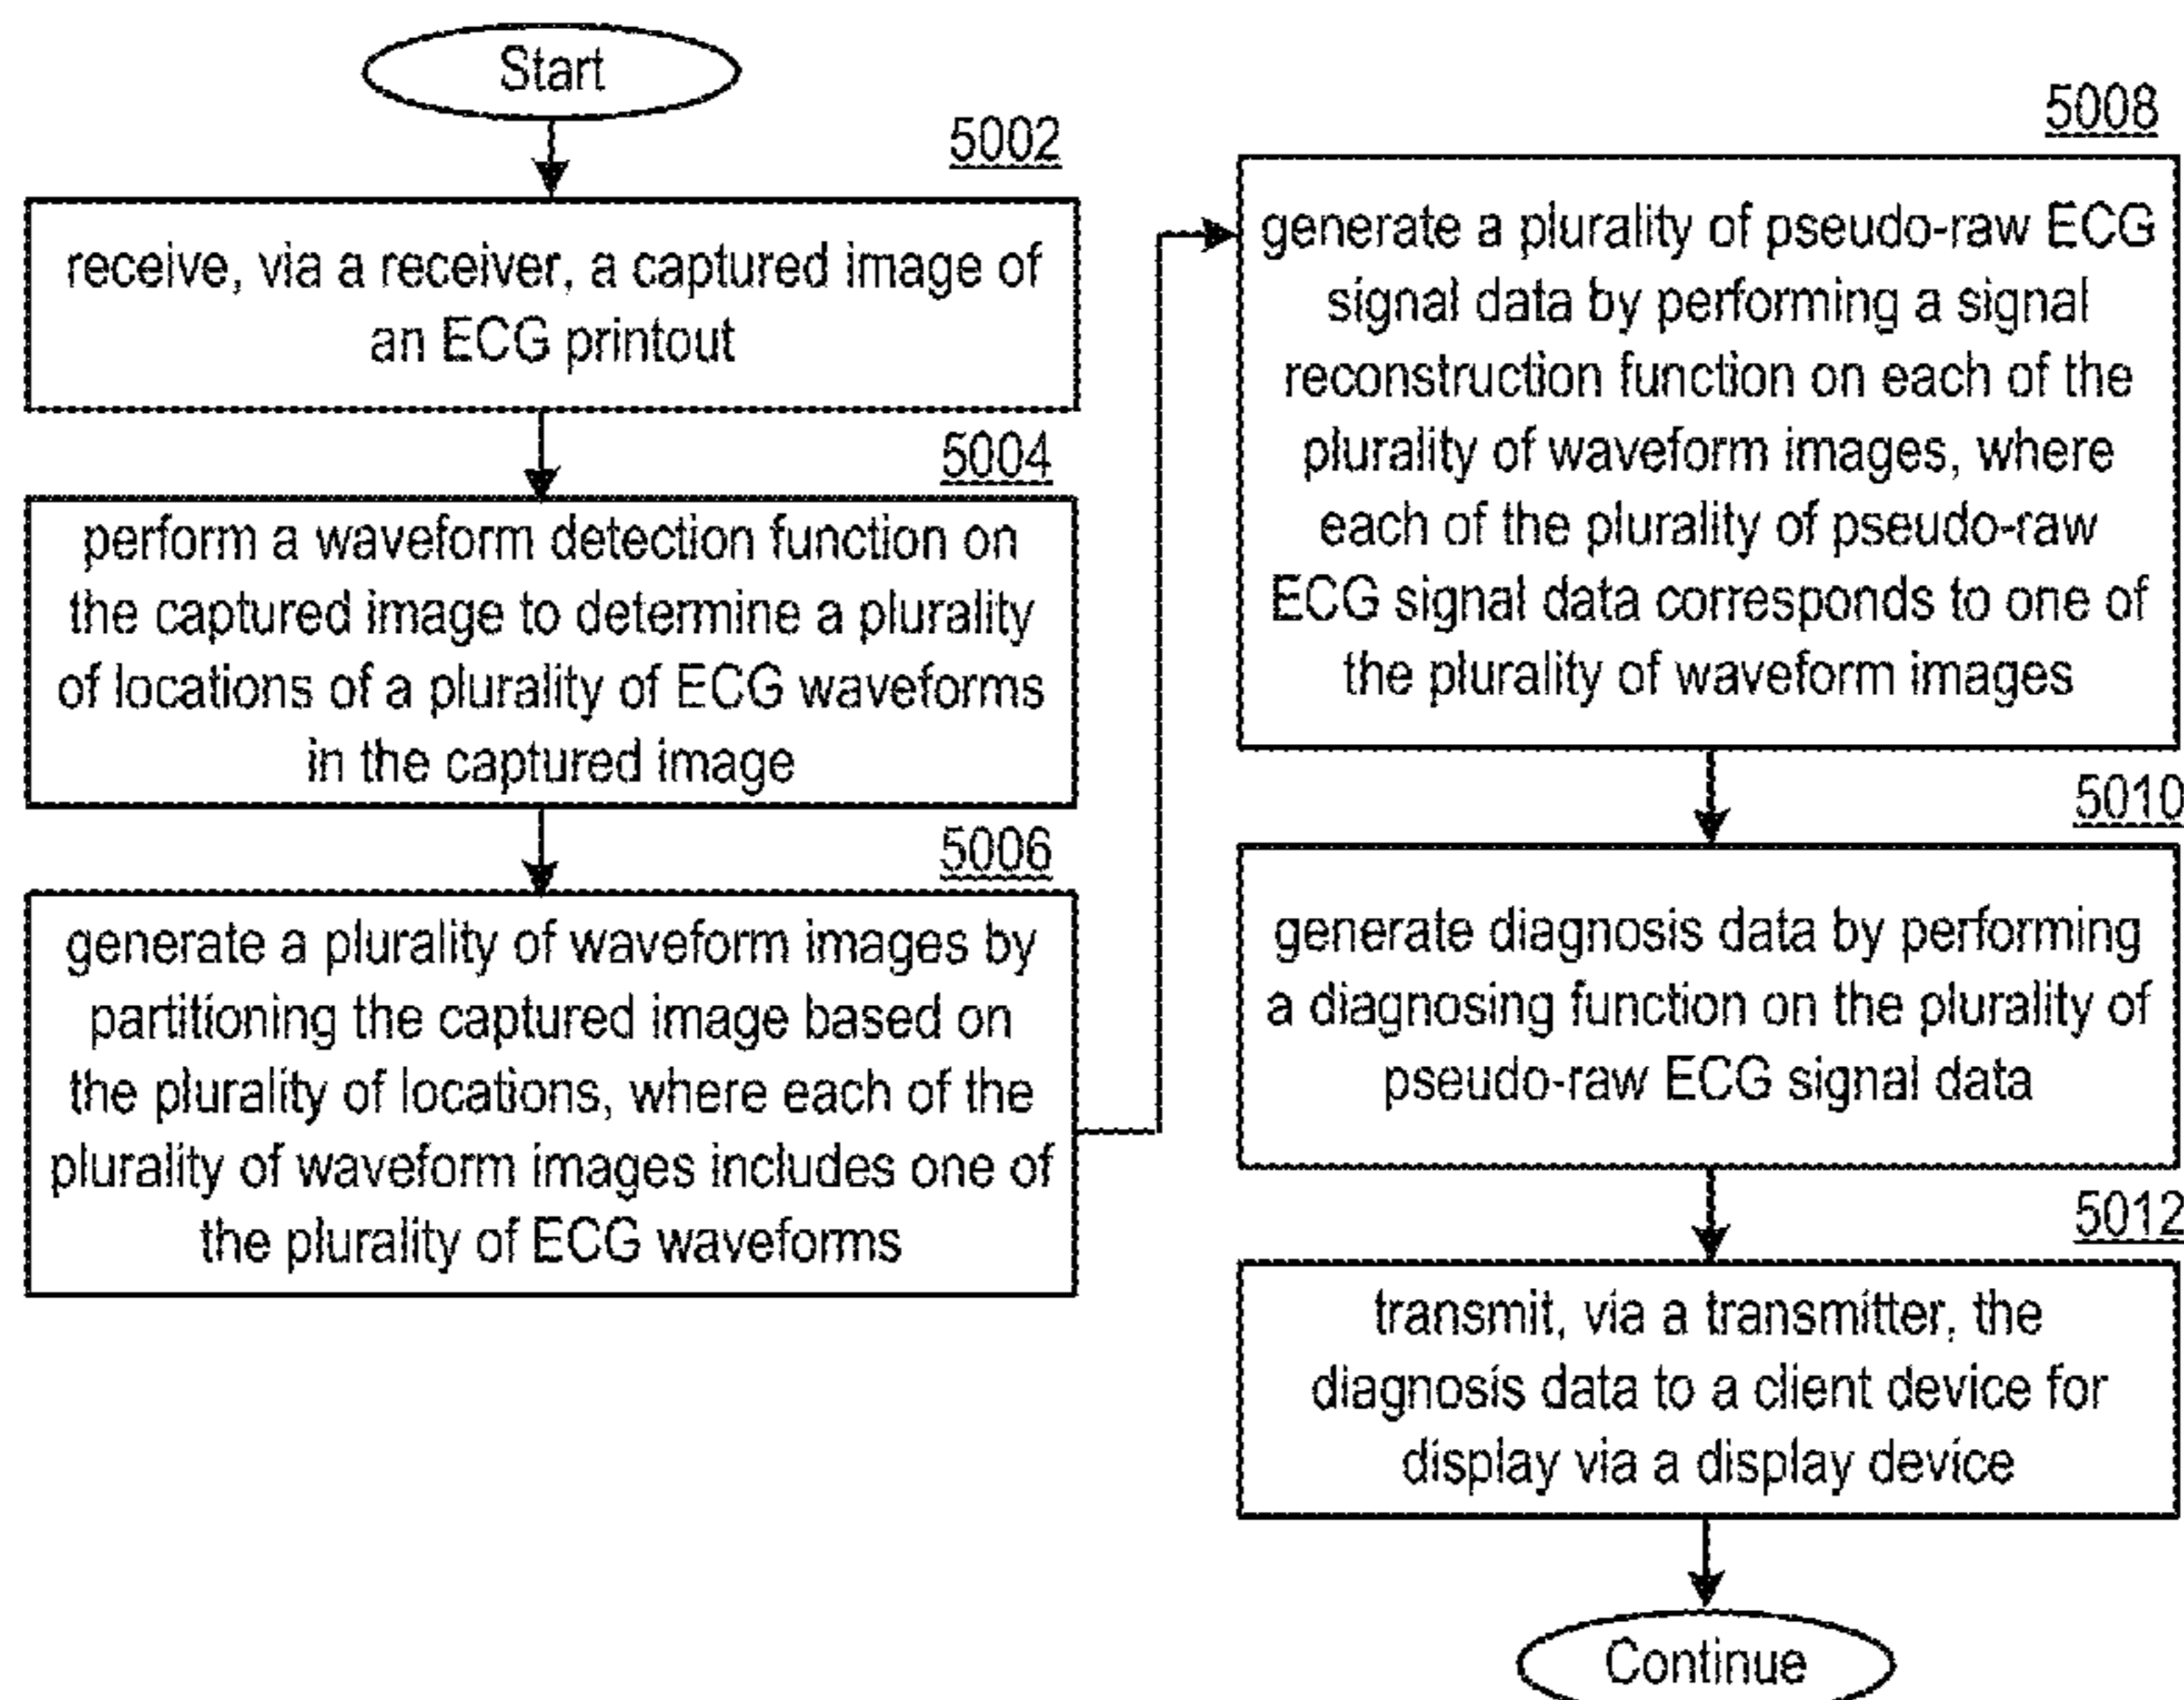 Start
5002
receive, via a receiver, a captured image of
an ECG printout
5004
perform a waveform detection function on
the captured image to determine a plurality
of locations of a plurality of ECG waveforms
in the captured image
5006
generate a plurality of waveform images by
partitioning the captured image based on
the plurality of locations, where each of the
plurality of waveform images includes one of
the plurality of ECG waveforms
5008
generate a plurality of pseudo-raw ECG
signal data by performing a signal
reconstruction function on each of the
plurality of waveform images, where
each of the plurality of pseudo-raw
ECG signal data corresponds to one of
the plurality of waveform images
5010
generate diagnosis data by performing
a diagnosing function on the plurality of
pseudo-raw ECG signal data
5012
transmit, via a transmitter, the
diagnosis data to a client device for
display via a display device
Continue